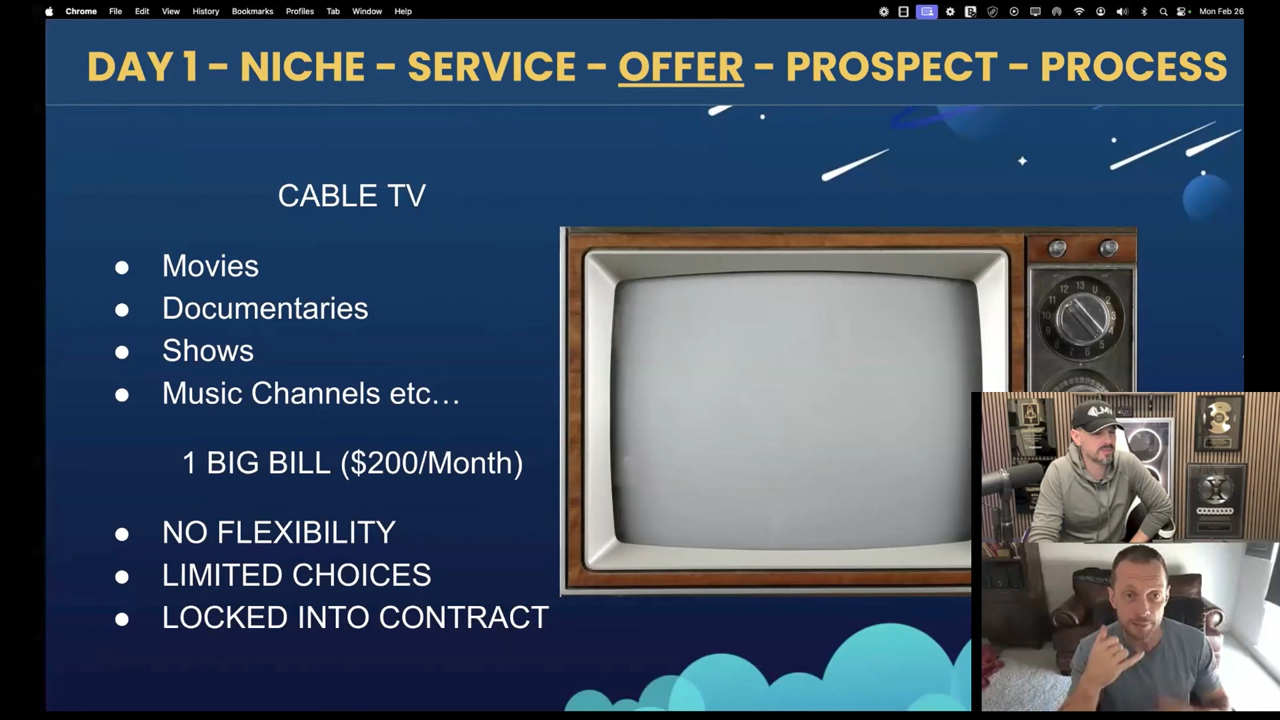 Chrome File Edit View History Bookmarks Profiles Tab Window Help Mon Feb 26
DAY 1 - NICHE - SERVICE - OFFER - PROSPECT - PROCESS
CABLE TV
• Movies
• Documentaries
• Shows
• Music Channels etc…
1 BIG BILL ($200/Month)
• NO FLEXIBILITY
• LIMITED CHOICES
• LOCKED INTO CONTRACT